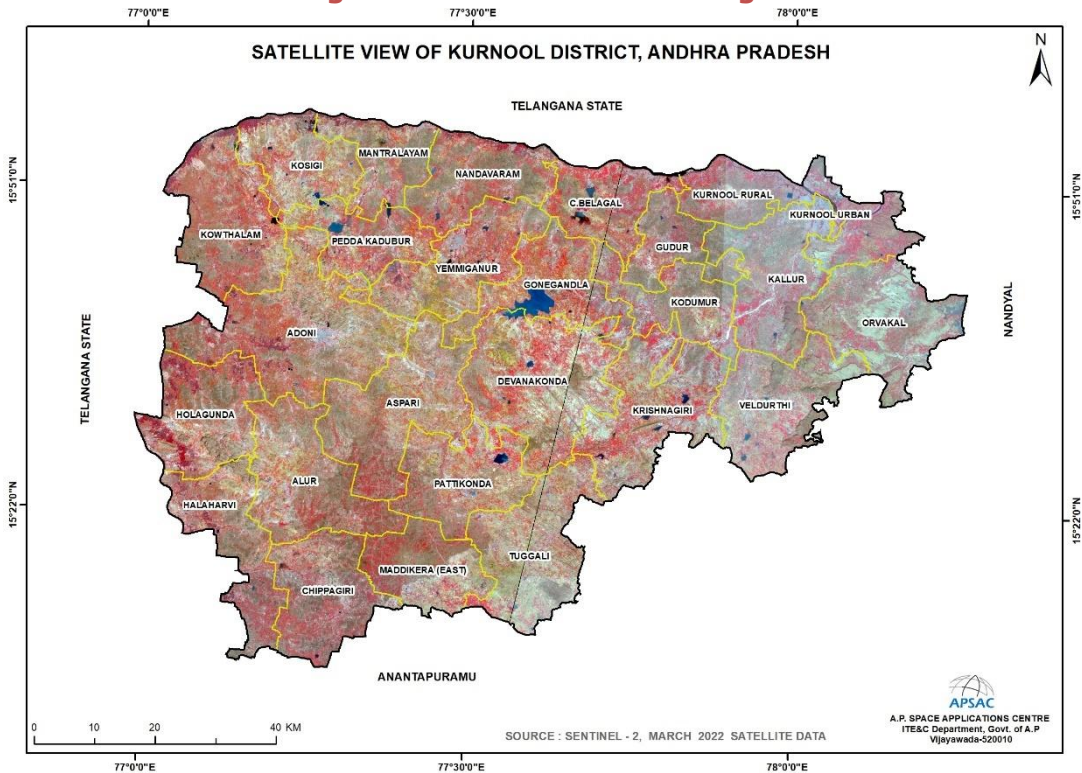 77°0'0"E 77°30'0"E 78°0'0"E
SATELLITE VIEW OF KURNOOL DISTRICT, ANDHRA PRADESH
N
TELANGANA STATE
15°51'0"N
15°51'0"N
KOSIGI
MANTRALAYAM
NANDAVARAM
C.BELAGAL
KURNOOL RURAL
KURNOOL URBAN
KOWTHALAM
PEDDA KADUBUR
GUDUR
YEMMIGANUR
GONEGANDLA
KALLUR
KODUMUR
ORVAKAL
NANDYAL
TELANGANA STATE
ADONI
DEVANAKONDA
ASPARI
KRISHNAGIRI
VELDURTHI
HOLAGUNDA
ALUR
PATTIKONDA
HALAHARVI
15°22'0"N
15°22'0"N
TUGGALI
MADDIKERA (EAST)
CHIPPAGIRI
ANANTAPURAMU
APSAC
A.P. SPACE APPLICATIONS CENTRE
ITE&C Department, Govt. of A.P
Vijayawada-520010
0 10 20 40 KM
SOURCE : SENTINEL - 2, MARCH 2022 SATELLITE DATA
77°0'0"E 77°30'0"E 78°0'0"E